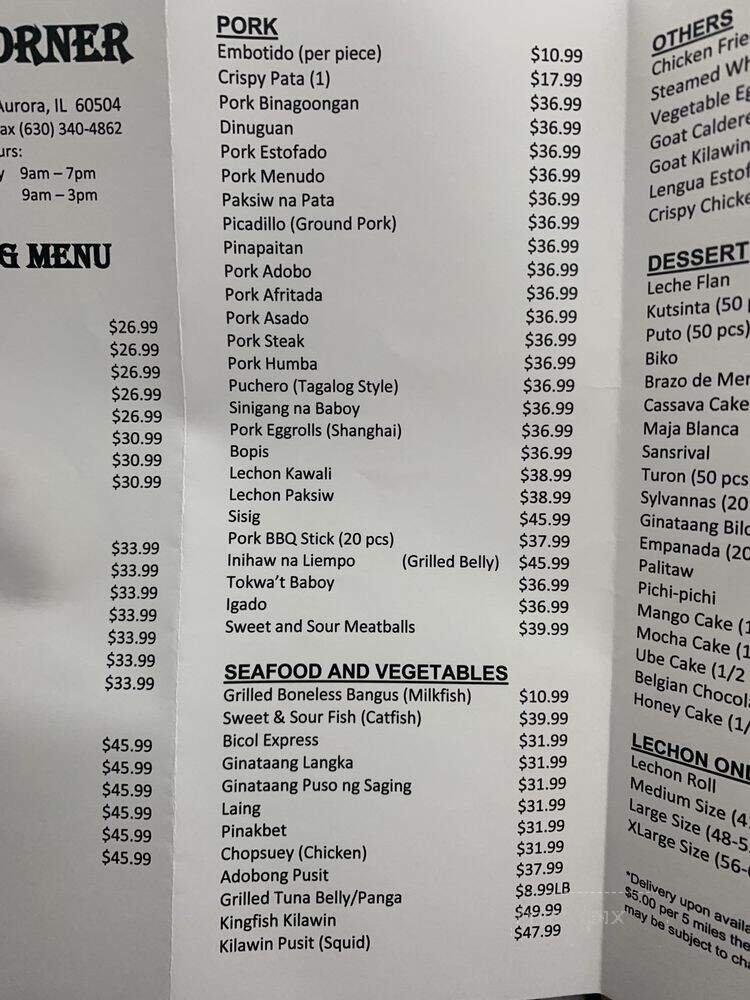 ORNER
Aurora, IL 60504
ax (630) 340-4862
urs:
y 9am – 7pm
9am – 3pm
G MENU
$26.99
$26.99
$26.99
$26.99
$26.99
$30.99
$30.99
$30.99
$33.99
$33.99
$33.99
$33.99
$33.99
$33.99
$33.99
$45.99
$45.99
$45.99
$45.99
$45.99
$45.99
PORK
Embotido (per piece) $10.99
Crispy Pata (1) $17.99
Pork Binagoongan $36.99
Dinuguan $36.99
Pork Estofado $36.99
Pork Menudo $36.99
Paksiw na Pata $36.99
Picadillo (Ground Pork) $36.99
Pinapaitan $36.99
Pork Adobo $36.99
Pork Afritada $36.99
Pork Asado $36.99
Pork Steak $36.99
Pork Humba $36.99
Puchero (Tagalog Style) $36.99
Sinigang na Baboy $36.99
Pork Eggrolls (Shanghai) $36.99
Bopis $36.99
Lechon Kawali $38.99
Lechon Paksiw $38.99
Sisig $45.99
Pork BBQ Stick (20 pcs) $37.99
Inihaw na Liempo (Grilled Belly) $45.99
Tokwa't Baboy $36.99
Igado $36.99
Sweet and Sour Meatballs $39.99
SEAFOOD AND VEGETABLES
Grilled Boneless Bangus (Milkfish) $10.99
Sweet & Sour Fish (Catfish) $39.99
Bicol Express $31.99
Ginataang Langka $31.99
Ginataang Puso ng Saging $31.99
Laing $31.99
Pinakbet $31.99
Chopsuey (Chicken) $31.99
Adobong Pusit $37.99
Grilled Tuna Belly/Panga $8.99LB
Kingfish Kilawin $49.99
Kilawin Pusit (Squid) $47.99
OTHERS
Chicken Frie
Steamed Wh
Vegetable Eg
Goat Caldere
Goat Kilawin
Lengua Estof
Crispy Chicke
DESSERT
Leche Flan
Kutsinta (50
Puto (50 pcs)
Biko
Brazo de Mer
Cassava Cake
Maja Blanca
Sansrival
Turon (50 pcs
Sylvannas (20
Ginataang Bilo
Empanada (20
Palitaw
Pichi-pichi
Mango Cake (1
Mocha Cake (1
Ube Cake (1/2
Belgian Chocol
Honey Cake (1/
LECHON ONL
Lechon Roll
Medium Size (4
Large Size (48-5
XLarge Size (56-
*Delivery upon availa
$5.00 per 5 miles the
may be subject to cha